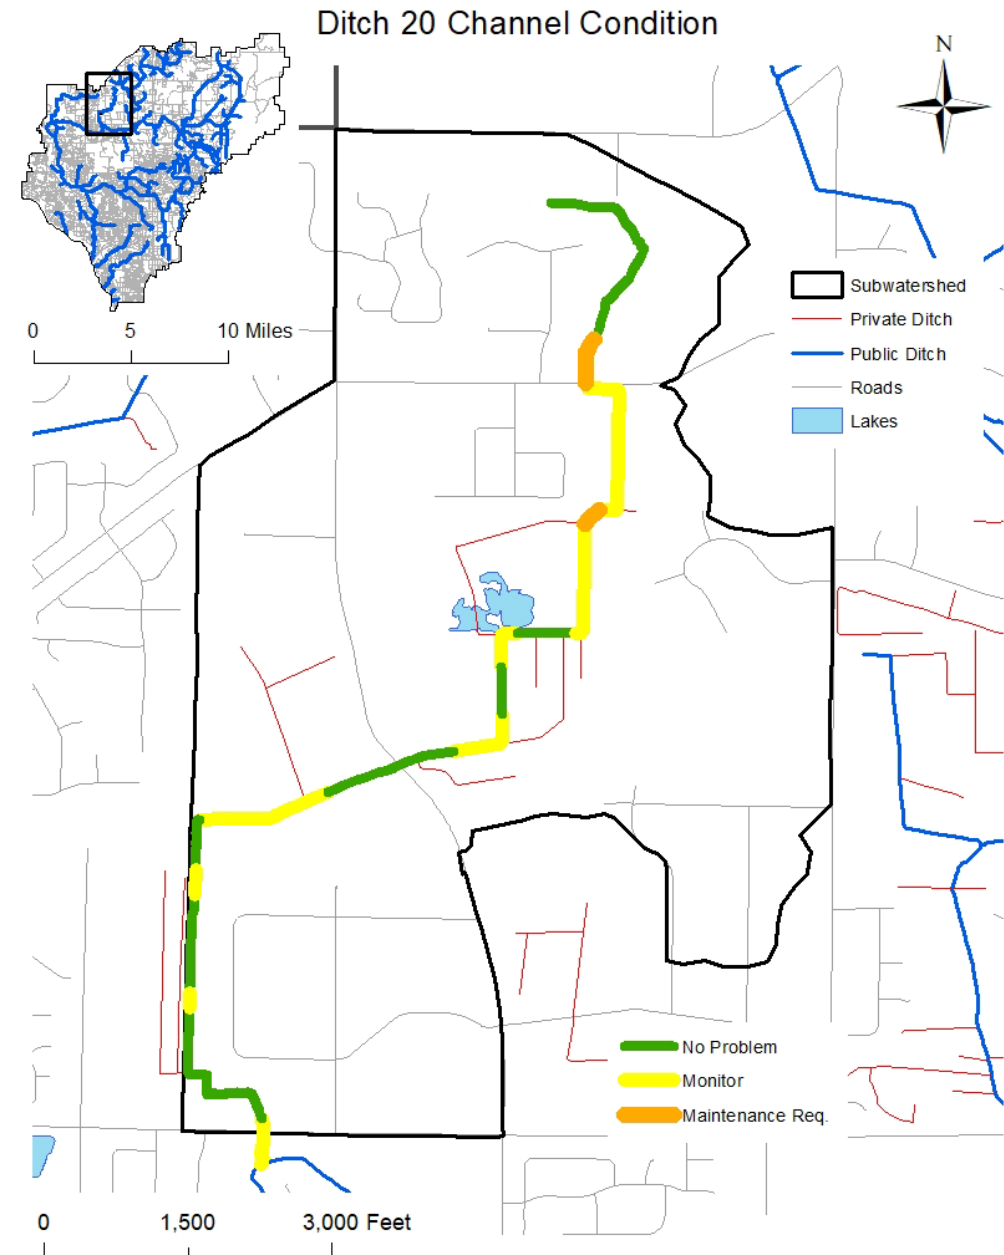 Ditch 20 Channel Condition
N
0 5 10 Miles
Subwatershed
Private Ditch
Public Ditch
Roads
Lakes
No Problem
Monitor
Maintenance Req.
0 1,500 3,000 Feet